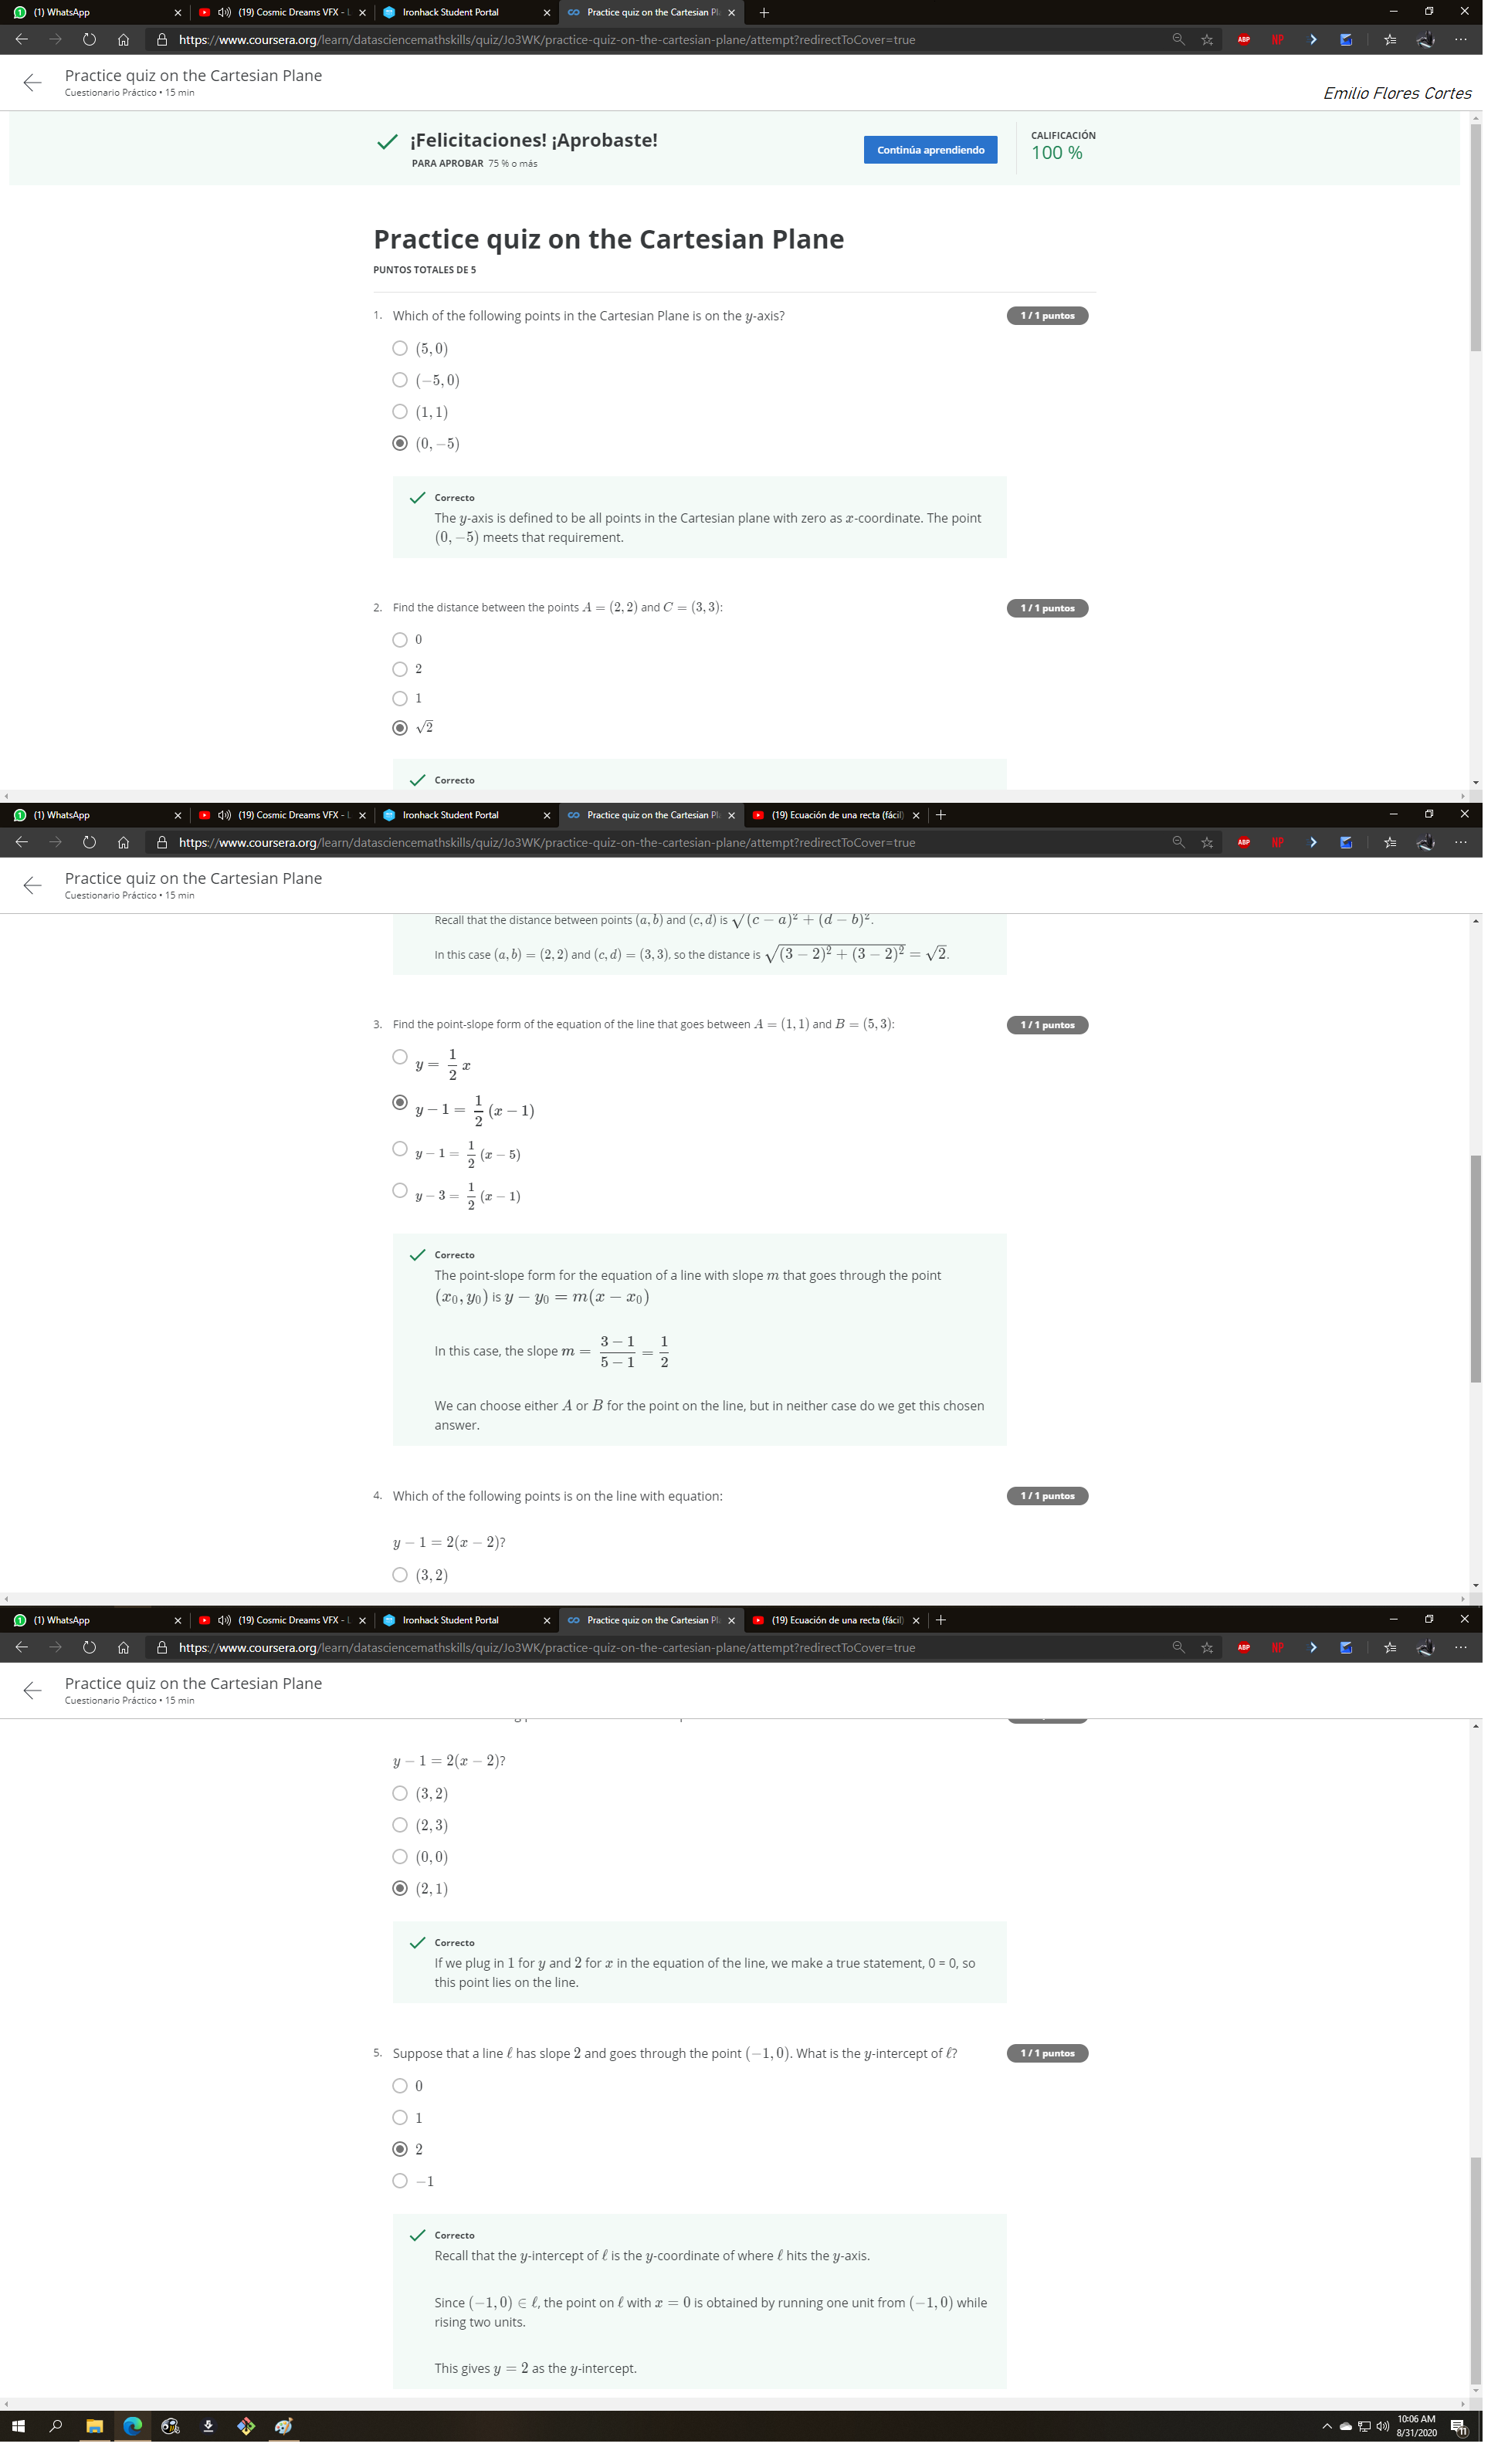 (1) WhatsApp
(19) Cosmic Dreams VFX - L
Ironhack Student Portal
Practice quiz on the Cartesian Pl
https://www.coursera.org/learn/datasciencemathskills/quiz/Jo3WK/practice-quiz-on-the-cartesian-plane/attempt?redirectToCover=true
ABP
NP
Practice quiz on the Cartesian Plane
Cuestionario Práctico • 15 min
Emilio Flores Cortes
¡Felicitaciones! ¡Aprobaste!
PARA APROBAR 75 % o más
Continúa aprendiendo
CALIFICACIÓN
100 %
Practice quiz on the Cartesian Plane
PUNTOS TOTALES DE 5
1. Which of the following points in the Cartesian Plane is on the y-axis?
1 / 1 puntos
(5, 0)
(−5, 0)
(1, 1)
(0, −5)
Correcto
The y-axis is defined to be all points in the Cartesian plane with zero as x-coordinate. The point
(0, −5) meets that requirement.
2. Find the distance between the points A = (2, 2) and C = (3, 3):
1 / 1 puntos
0
2
1
√2
Correcto
(1) WhatsApp
(19) Cosmic Dreams VFX - L
Ironhack Student Portal
Practice quiz on the Cartesian Pl
(19) Ecuación de una recta (fácil)
https://www.coursera.org/learn/datasciencemathskills/quiz/Jo3WK/practice-quiz-on-the-cartesian-plane/attempt?redirectToCover=true
ABP
NP
Practice quiz on the Cartesian Plane
Cuestionario Práctico • 15 min
Recall that the distance between points (a, b) and (c, d) is √(c − a)² + (d − b)².
In this case (a, b) = (2, 2) and (c, d) = (3, 3), so the distance is √(3 − 2)² + (3 − 2)² = √2.
3. Find the point-slope form of the equation of the line that goes between A = (1, 1) and B = (5, 3):
1 / 1 puntos
y = 1/2 x
y − 1 = 1/2 (x − 1)
y − 1 = 1/2 (x − 5)
y − 3 = 1/2 (x − 1)
Correcto
The point-slope form for the equation of a line with slope m that goes through the point
(x₀, y₀) is y − y₀ = m(x − x₀)
In this case, the slope m = 3 − 1/5 − 1 = 1/2
We can choose either A or B for the point on the line, but in neither case do we get this chosen
answer.
4. Which of the following points is on the line with equation:
1 / 1 puntos
y − 1 = 2(x − 2)?
(3, 2)
(1) WhatsApp
(19) Cosmic Dreams VFX - L
Ironhack Student Portal
Practice quiz on the Cartesian Pl
(19) Ecuación de una recta (fácil)
https://www.coursera.org/learn/datasciencemathskills/quiz/Jo3WK/practice-quiz-on-the-cartesian-plane/attempt?redirectToCover=true
ABP
NP
Practice quiz on the Cartesian Plane
Cuestionario Práctico • 15 min
y − 1 = 2(x − 2)?
(3, 2)
(2, 3)
(0, 0)
(2, 1)
Correcto
If we plug in 1 for y and 2 for x in the equation of the line, we make a true statement, 0 = 0, so
this point lies on the line.
5. Suppose that a line ℓ has slope 2 and goes through the point (−1, 0). What is the y-intercept of ℓ?
1 / 1 puntos
0
1
2
−1
Correcto
Recall that the y-intercept of ℓ is the y-coordinate of where ℓ hits the y-axis.
Since (−1, 0) ∈ ℓ, the point on ℓ with x = 0 is obtained by running one unit from (−1, 0) while
rising two units.
This gives y = 2 as the y-intercept.
10:06 AM
8/31/2020
11